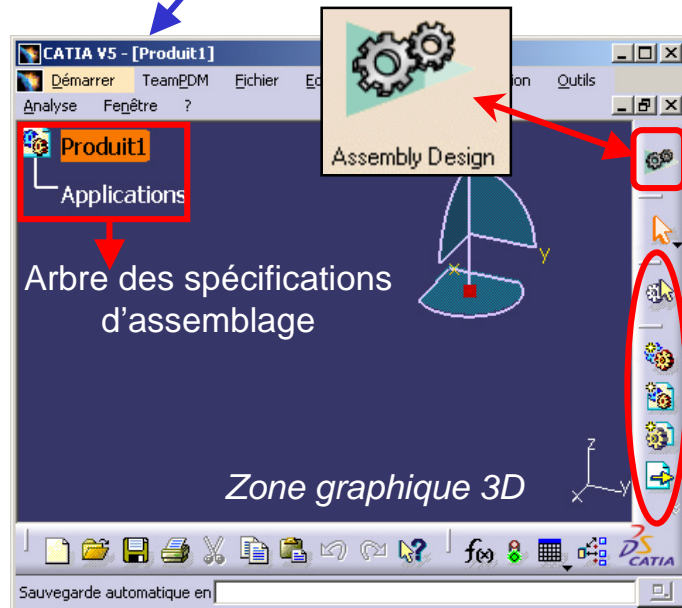 CATIA V5 - [Produit1]
Démarrer TeamPDM Fichier Ed ion Outils
Analyse Fenêtre ?
Assembly Design
Produit1
Applications
y
x
Arbre des spécifications
d'assemblage
z
Zone graphique 3D
x y
f(x)
DS
CATIA
Sauvegarde automatique en